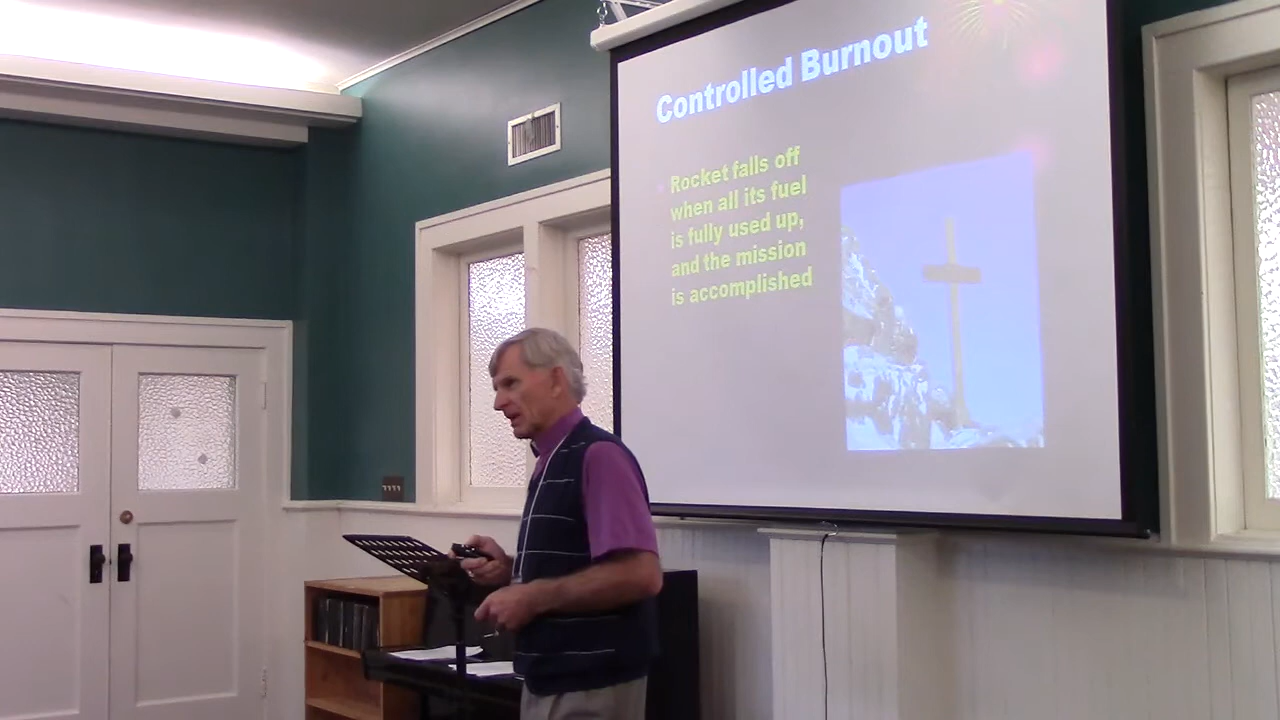 Controlled Burnout
Rocket falls off
when all its fuel
is fully used up,
and the mission
is accomplished